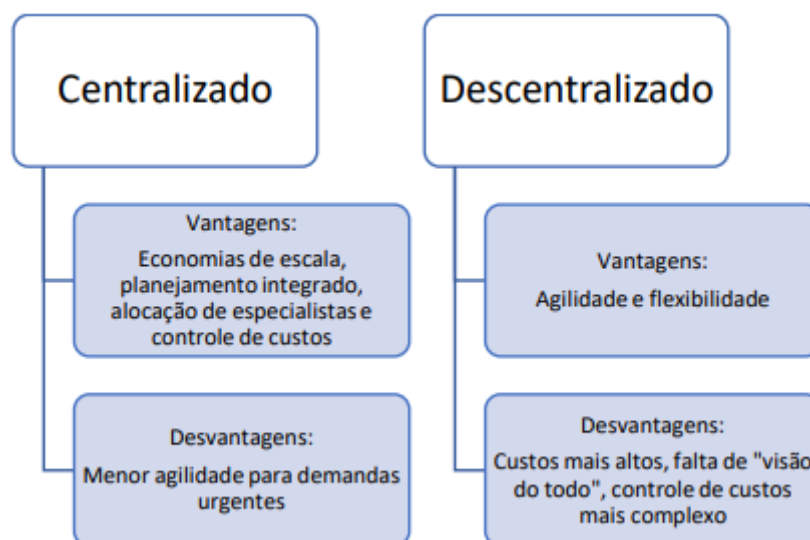 Centralizado
Vantagens:
Economias de escala,
planejamento integrado,
alocação de especialistas e
controle de custos
Desvantagens:
Menor agilidade para demandas
urgentes
Descentralizado
Vantagens:
Agilidade e flexibilidade
Desvantagens:
Custos mais altos, falta de "visão
do todo", controle de custos
mais complexo